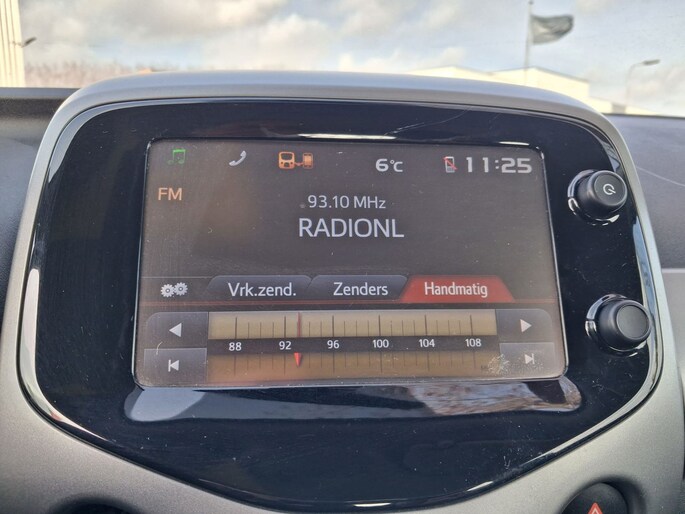 6°C 11:25
FM
93.10 MHz
RADIONL
Vrk.zend. Zenders Handmatig
88 92 96 100 104 108